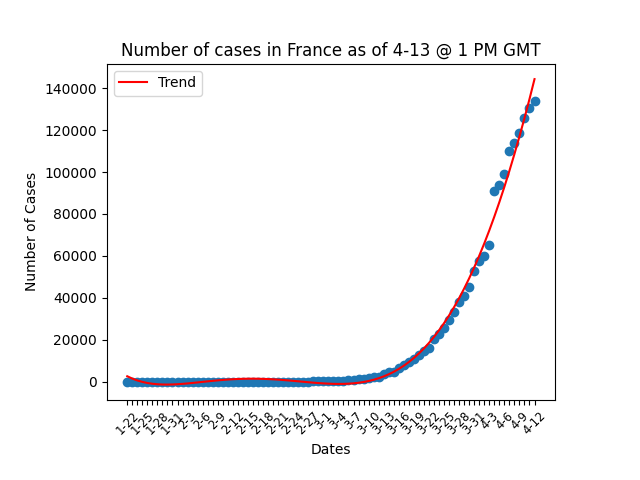 Number of cases in France as of 4-13 @ 1 PM GMT
Trend
140000
120000
100000
80000
60000
40000
20000
0
Number of Cases
1-22 1-25 1-28 1-31 2-3 2-6 2-9 2-12 2-15 2-18 2-21 2-24 2-27 3-1 3-4 3-7 3-10 3-13 3-16 3-19 3-22 3-25 3-28 3-31 4-3 4-6 4-9 4-12
Dates